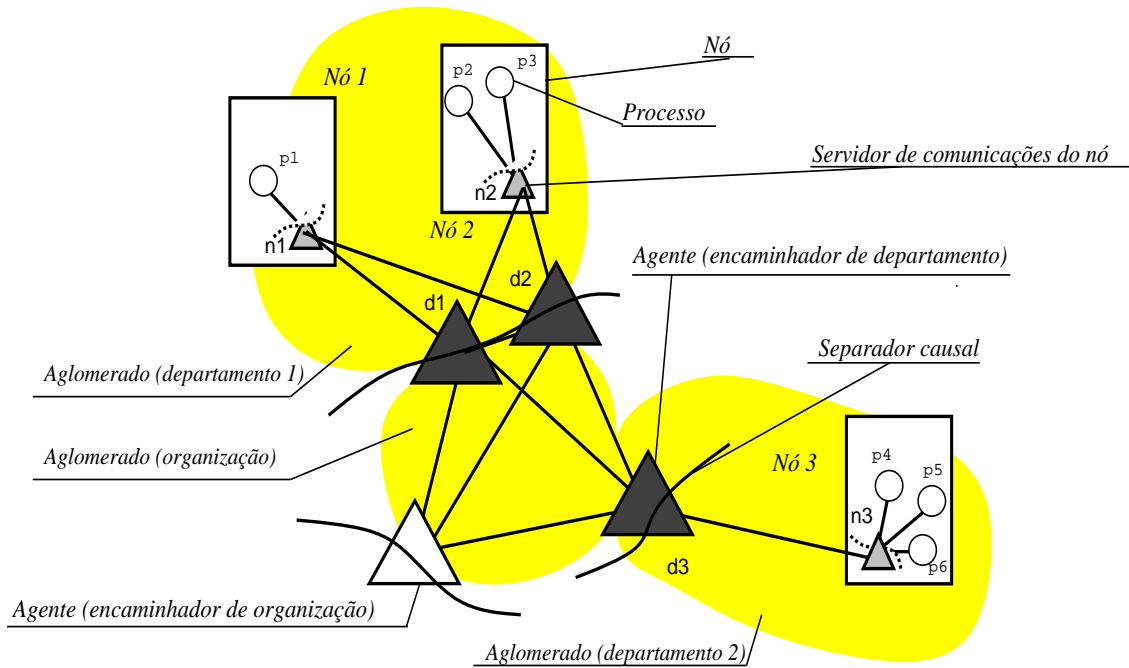 Nó
p3
p2
Nó 1
Processo
p1
Servidor de comunicações do nó
n2
n1
Nó 2
Agente (encaminhador de departamento)
d2
d1
Separador causal
Aglomerado (departamento 1)
Aglomerado (organização)
Nó 3
p4
p5
n3
p6
d3
Agente (encaminhador de organização)
Aglomerado (departamento 2)